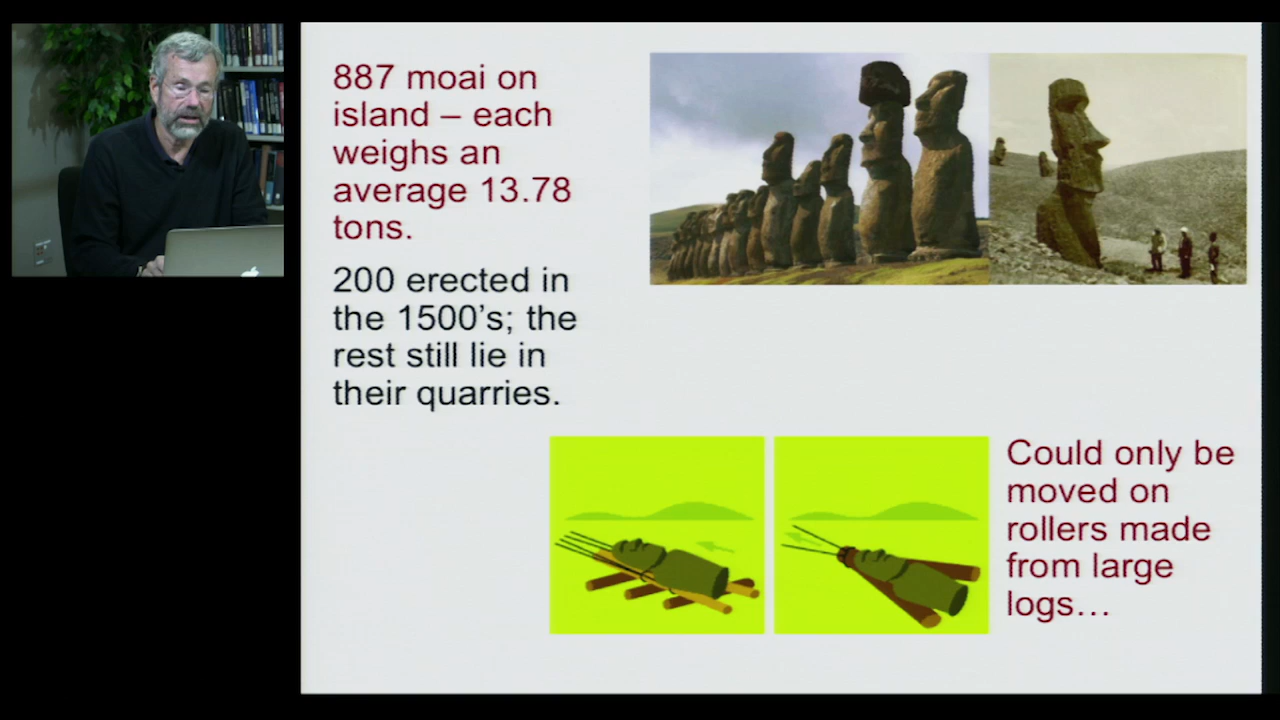 887 moai on
island – each
weighs an
average 13.78
tons.
200 erected in
the 1500’s; the
rest still lie in
their quarries.
Could only be
moved on
rollers made
from large
logs…